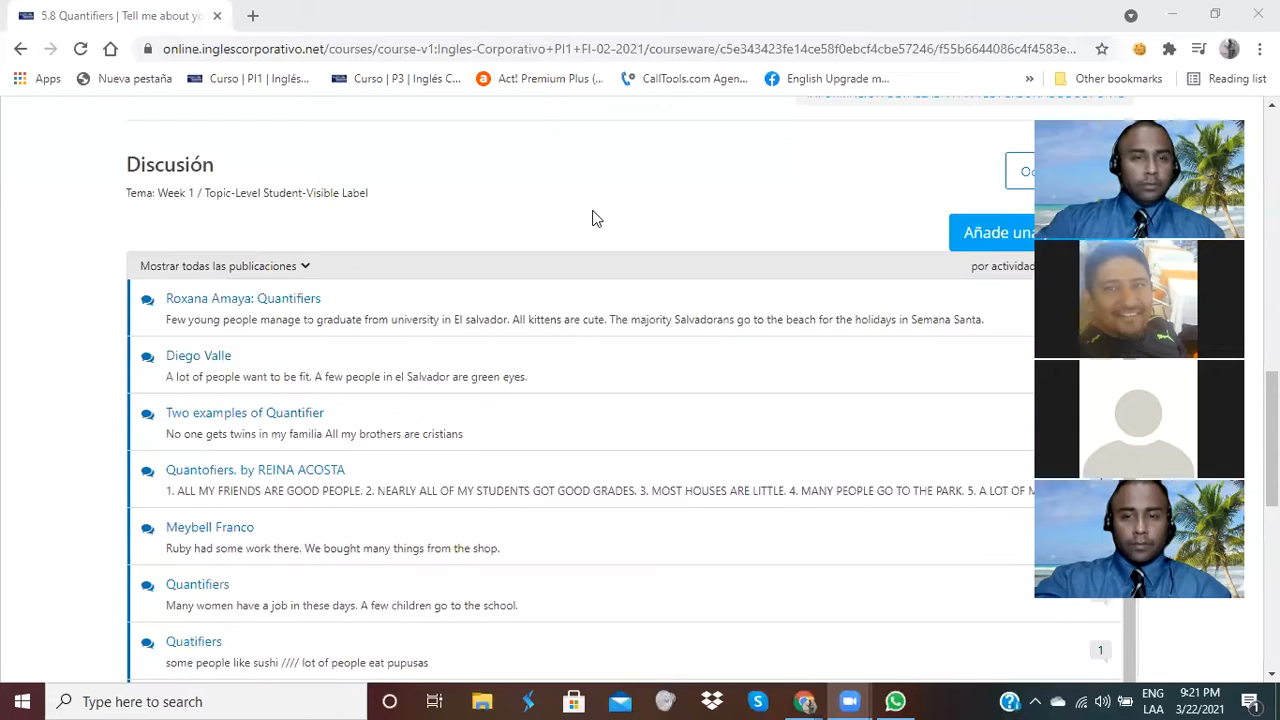 5.8 Quantifiers | Tell me about yo
online.inglescorporativo.net/courses/course-v1:Ingles-Corporativo+PI1+FI-02-2021/courseware/c5e343423fe14ce58f0ebcf4cbe57246/f55b6644086c4f4583e...
Apps Nueva pestaña Curso | PI1 | Inglés... Curso | P3 | Inglés C... Act! Premium Plus (... CallTools.com Agen... English Upgrade m... » Other bookmarks Reading list
Discusión
Tema: Week 1 / Topic-Level Student-Visible Label
Añade una
Mostrar todas las publicaciones por actividad
Roxana Amaya: Quantifiers
Few young people manage to graduate from university in El salvador. All kittens are cute. The majority Salvadorans go to the beach for the holidays in Semana Santa.
Diego Valle
A lot of people want to be fit. A few people in el Salvador are green eyes.
Two examples of Quantifier
No one gets twins in my familia All my brothers are cristians
Quantofiers. by REINA ACOSTA
1. ALL MY FRIENDS ARE GOOD PEOPLE. 2. NEARLY ALL OF MY STUDENTS GOT GOOD GRADES. 3. MOST HOUSES ARE LITTLE. 4. MANY PEOPLE GO TO THE PARK. 5. A LOT OF M
Meybell Franco
Ruby had some work there. We bought many things from the shop.
Quantifiers
Many women have a job in these days. A few children go to the school.
Quatifiers
some people like sushi //// lot of people eat pupusas
1
Type here to search
ENG 9:21 PM
LAA 3/22/2021
1